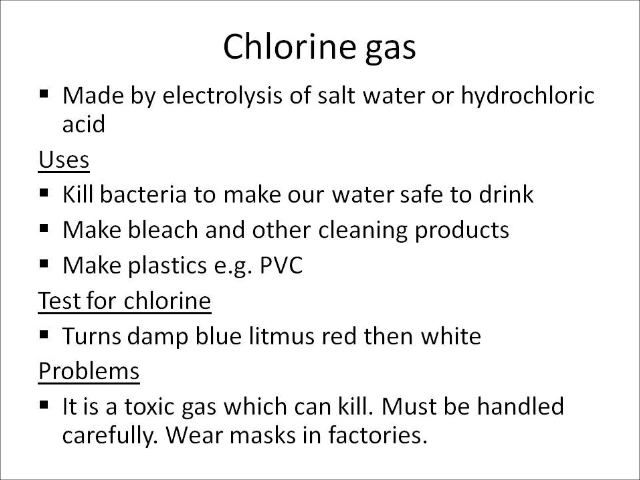 Chlorine gas
▪ Made by electrolysis of salt water or hydrochloric
acid
Uses
▪ Kill bacteria to make our water safe to drink
▪ Make bleach and other cleaning products
▪ Make plastics e.g. PVC
Test for chlorine
▪ Turns damp blue litmus red then white
Problems
▪ It is a toxic gas which can kill. Must be handled
carefully. Wear masks in factories.